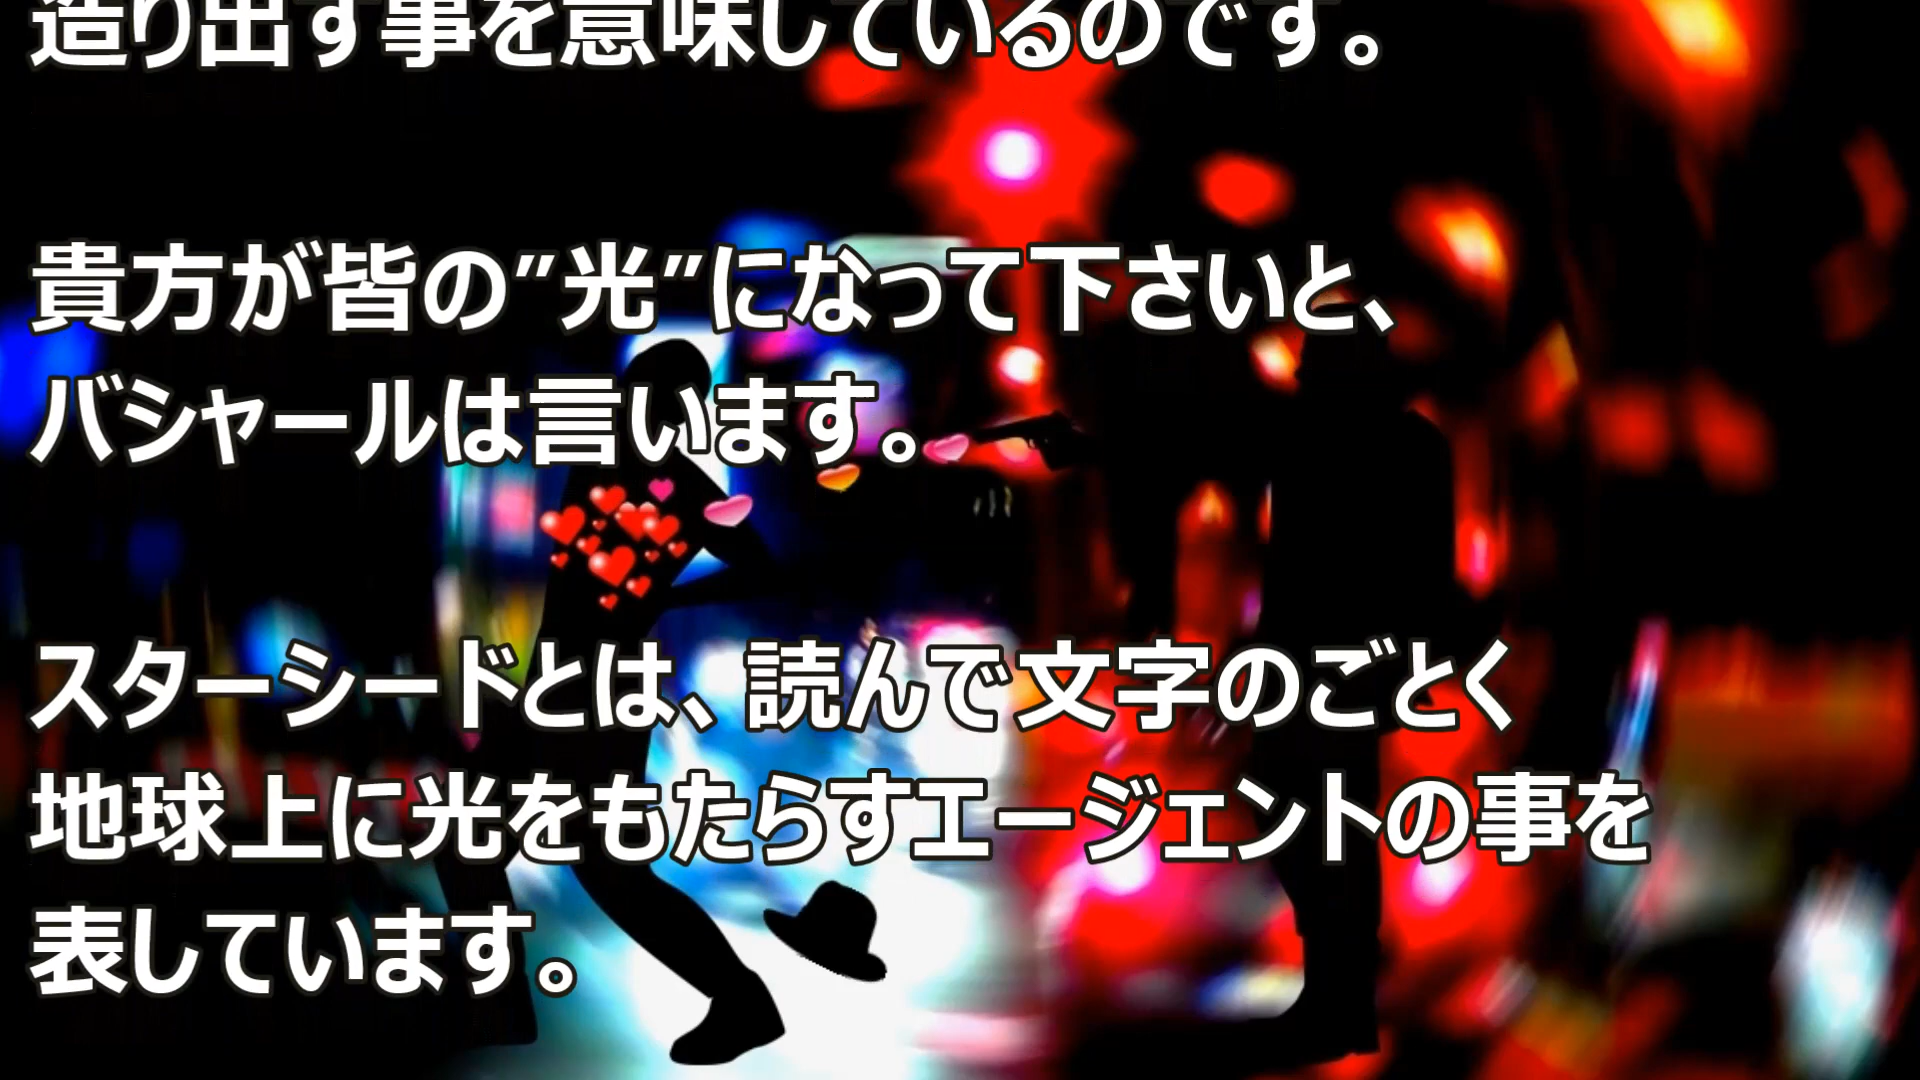 造り出す事を意味しているのです。
貴方が皆の”光”になって下さいと、
バシャールは言います。
スターシードとは、読んで文字のごとく
地球上に光をもたらすエージェントの事を
表しています。